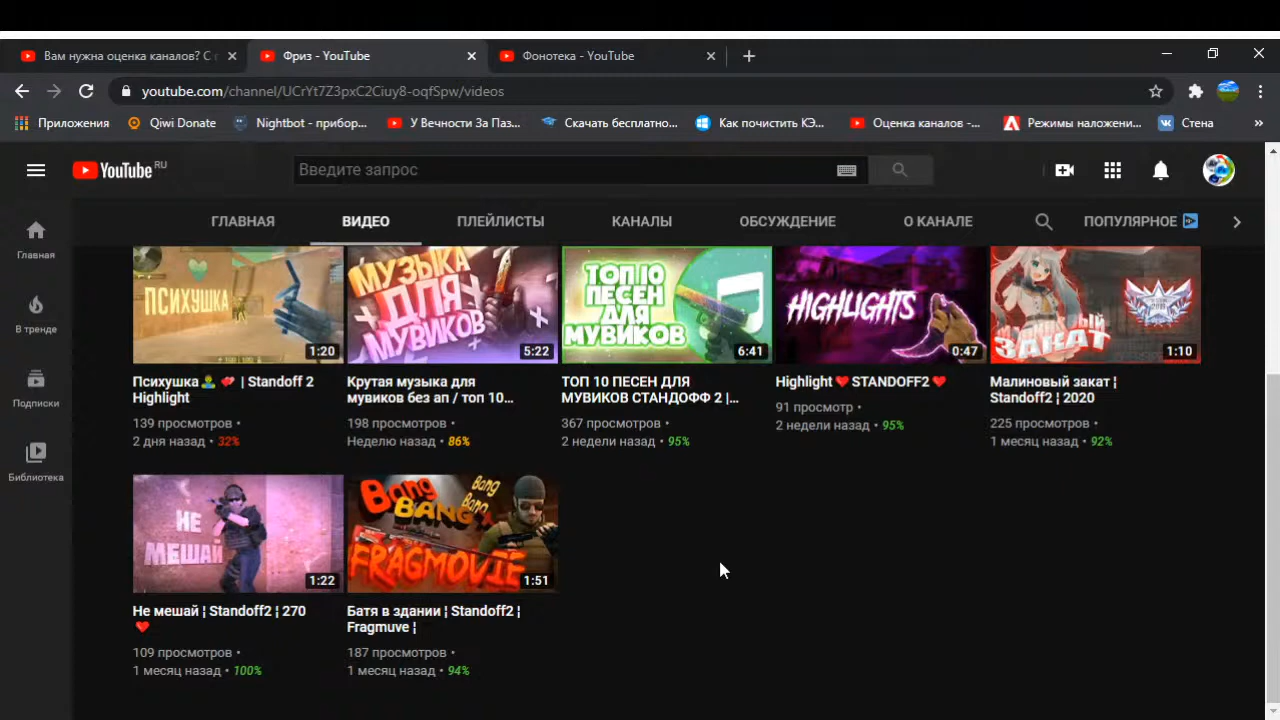 Вам нужна оценка каналов? С
Фриз - YouTube
Фонотека - YouTube
youtube.com/channel/UCrYt7Z3pxC2Ciuy8-oqfSpw/videos
Приложения
Qiwi Donate
Nightbot - прибор...
У Вечности За Паз...
Скачать бесплатно...
Как почистить КЭ...
Оценка каналов -...
Режимы наложени...
Стена
»
YouTube RU
Введите запрос
ГЛАВНАЯ
ВИДЕО
ПЛЕЙЛИСТЫ
КАНАЛЫ
ОБСУЖДЕНИЕ
О КАНАЛЕ
ПОПУЛЯРНОЕ
Главная
В тренде
Подписки
Библиотека
ПСИХУШКА
1:20
МУЗЫКА
ДЛЯ
МУВИКОВ
5:22
ТОП 10
ПЕСЕН
ДЛЯ
МУВИКОВ
6:41
HIGHLIGHTS
0:47
ЗАКАТ
1:10
Психушка 🤷‍♂️ 💔 | Standoff 2
Highlight
139 просмотров •
2 дня назад • 32%
Крутая музыка для
мувиков без ап / топ 10...
198 просмотров •
Неделю назад • 86%
ТОП 10 ПЕСЕН ДЛЯ
МУВИКОВ СТАНДОФФ 2 |...
367 просмотров •
2 недели назад • 95%
Highlight ❤️STANDOFF2 ❤️
91 просмотр •
2 недели назад • 95%
Малиновый закат ¦
Standoff2 ¦ 2020
225 просмотров •
1 месяц назад • 92%
НЕ
МЕШАЙ
1:22
Bang
BANG
Bang
Bang
FRAGMOVIE
1:51
Не мешай ¦ Standoff2 ¦ 270
❤️
109 просмотров •
1 месяц назад • 100%
Батя в здании ¦ Standoff2 ¦
Fragmuve ¦
187 просмотров •
1 месяц назад • 94%